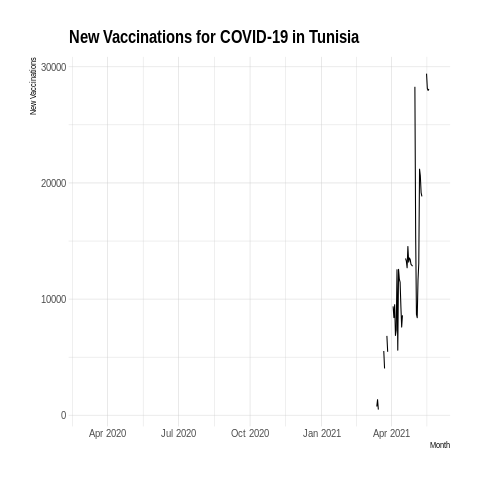 New Vaccinations for COVID-19 in Tunisia
New Vaccinations
30000
20000
10000
0
Apr 2020 Jul 2020 Oct 2020 Jan 2021 Apr 2021
Month